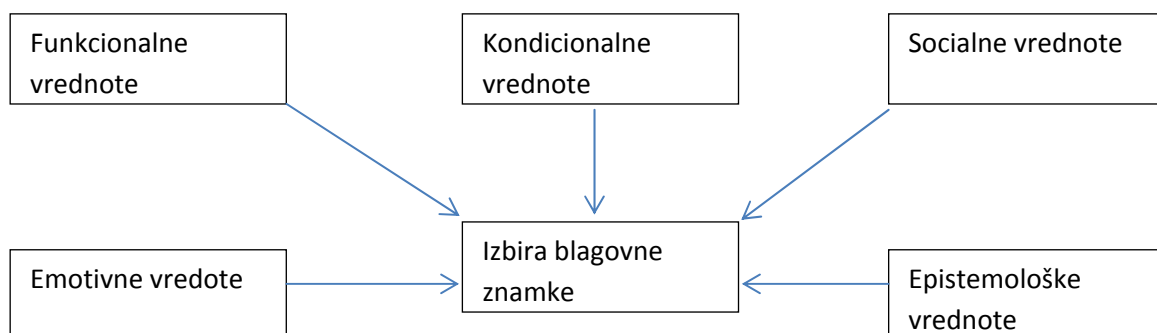 Funkcionalne
vrednote
Kondicionalne
vrednote
Socialne vrednote
Emotivne vredote
Izbira blagovne
znamke
Epistemološke
vrednote